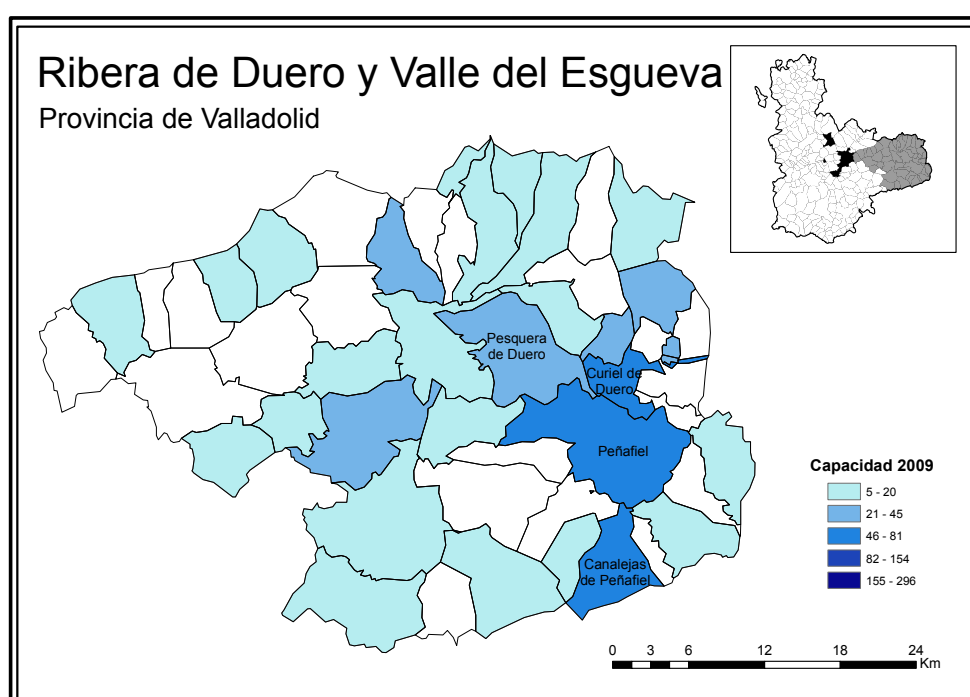 Ribera de Duero y Valle del Esgueva
Provincia de Valladolid
Pesquera
de Duero
Curiel de
Duero
Peñafiel
Canalejas
de Peñafiel
Capacidad 2009
5 - 20
21 - 45
46 - 81
82 - 154
155 - 296
0 3 6 12 18 24
Km